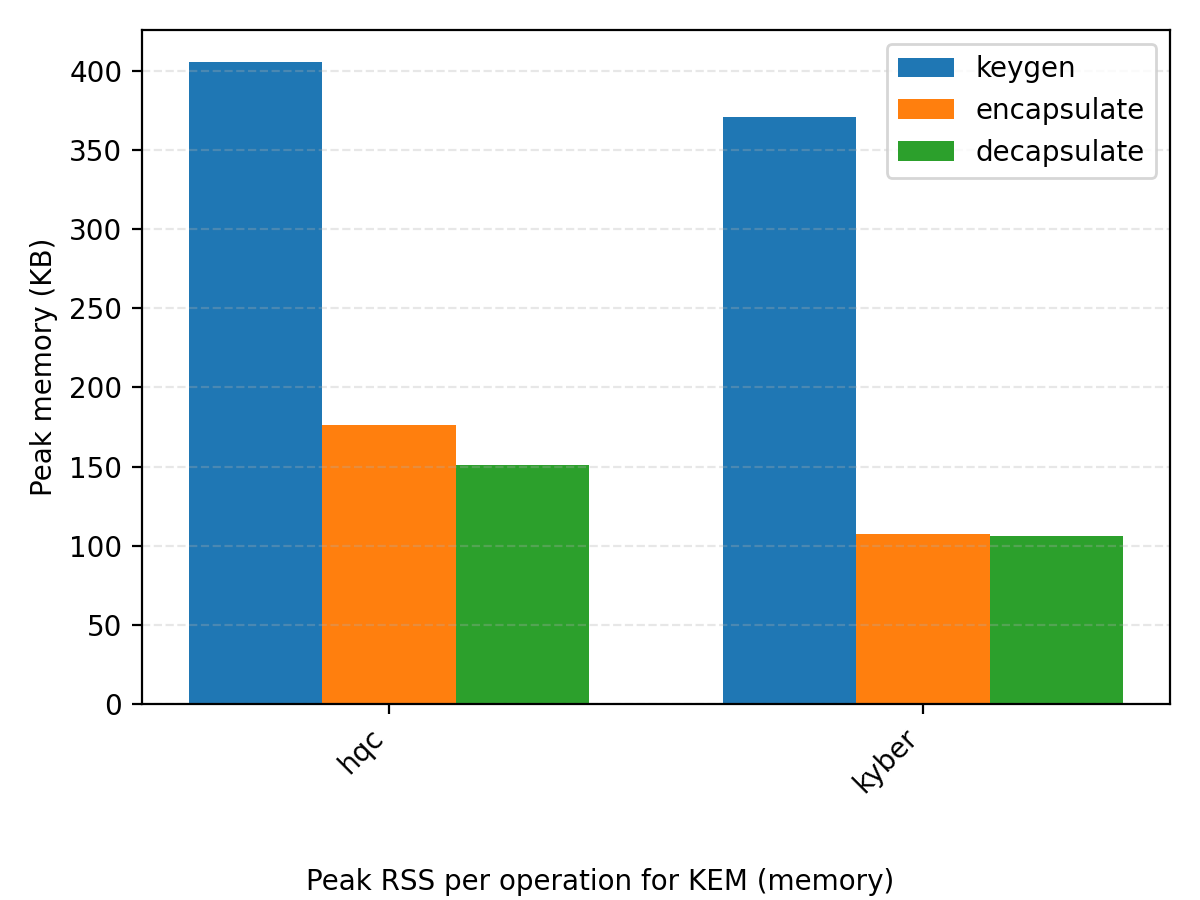 Peak memory (KB)
400
350
300
250
200
150
100
50
0
keygen
encapsulate
decapsulate
hqc
kyber
Peak RSS per operation for KEM (memory)